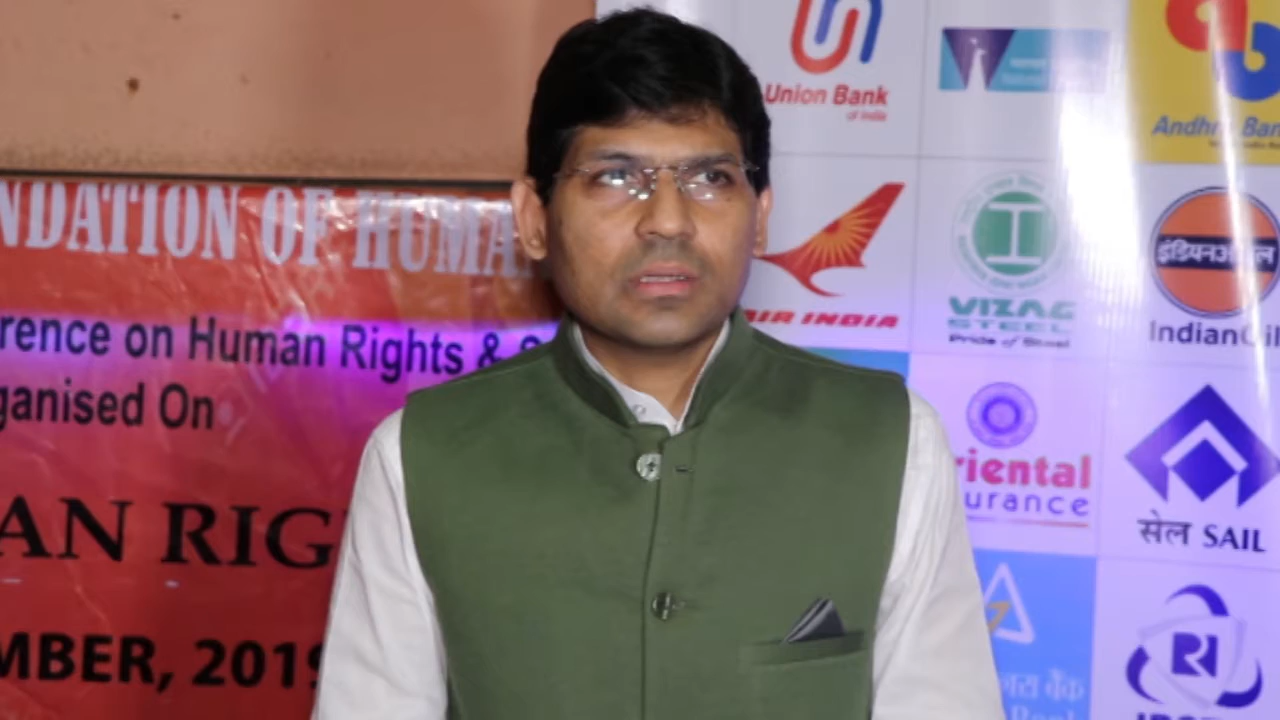 NDATION OF HUMA
rence on Human Rights &
ganised On
AN RIG
MBER, 2019
Union Bank
of India
Andhra Ban
AIR INDIA
VIZAG
STEEL
Pride of Steel
इंडियनऑयल
IndianOil
riental
urance
सेल SAIL